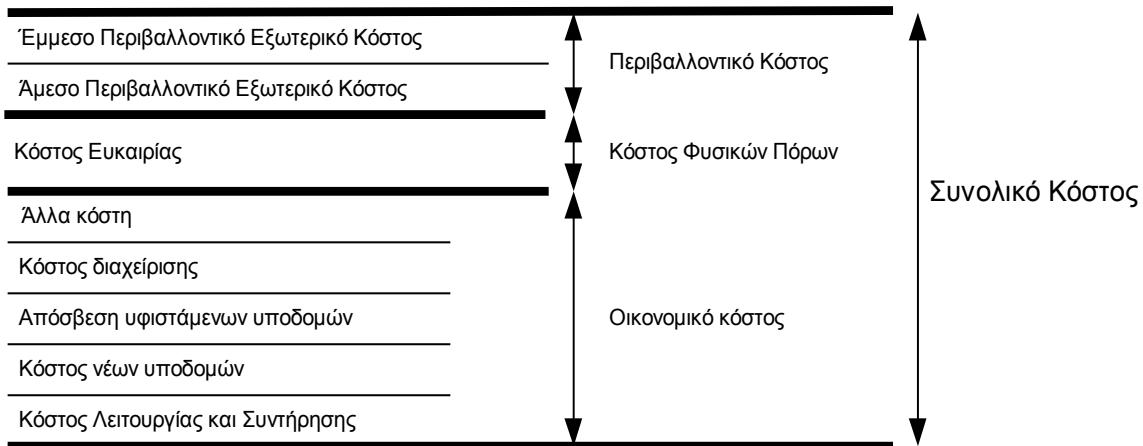 Έμμεσο Περιβαλλοντικό Εξωτερικό Κόστος
Άμεσο Περιβαλλοντικό Εξωτερικό Κόστος
Περιβαλλοντικό Κόστος
Κόστος Ευκαιρίας
Κόστος Φυσικών Πόρων
Συνολικό Κόστος
Άλλα κόστη
Κόστος διαχείρισης
Απόσβεση υφιστάμενων υποδομών
Οικονομικό κόστος
Κόστος νέων υποδομών
Κόστος Λειτουργίας και Συντήρησης